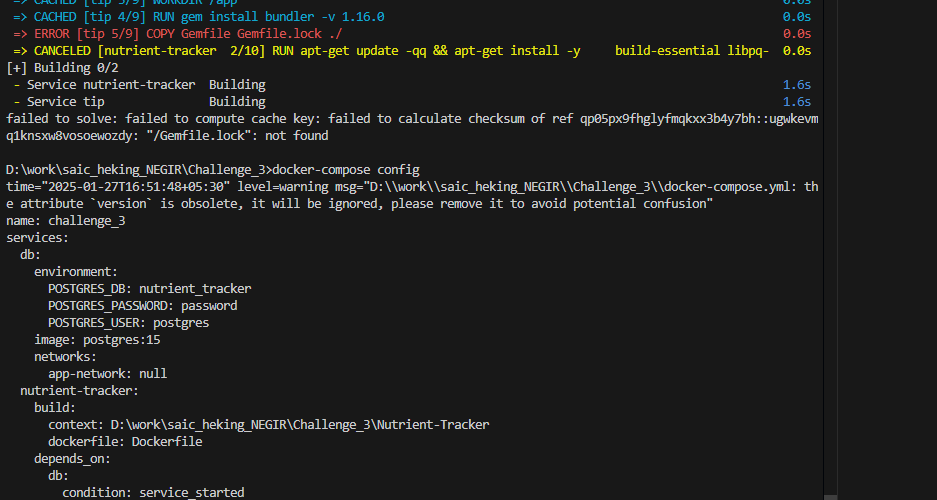 => CACHED [tip 3/9] WORKDIR /app 0.0s
=> CACHED [tip 4/9] RUN gem install bundler -v 1.16.0 0.0s
=> ERROR [tip 5/9] COPY Gemfile Gemfile.lock ./ 0.0s
=> CANCELED [nutrient-tracker 2/10] RUN apt-get update -qq && apt-get install -y build-essential libpq- 0.0s
[+] Building 0/2
- Service nutrient-tracker Building 1.6s
- Service tip Building 1.6s
failed to solve: failed to compute cache key: failed to calculate checksum of ref qp05px9fhglyfmqkxx3b4y7bh::ugwkevm
q1knsxw8vosoewozdy: "/Gemfile.lock": not found
D:\work\saic_heking_NEGIR\Challenge_3>docker-compose config
time="2025-01-27T16:51:48+05:30" level=warning msg="D:\\work\\saic_heking_NEGIR\\Challenge_3\\docker-compose.yml: th
e attribute `version` is obsolete, it will be ignored, please remove it to avoid potential confusion"
name: challenge_3
services:
db:
environment:
POSTGRES_DB: nutrient_tracker
POSTGRES_PASSWORD: password
POSTGRES_USER: postgres
image: postgres:15
networks:
app-network: null
nutrient-tracker:
build:
context: D:\work\saic_heking_NEGIR\Challenge_3\Nutrient-Tracker
dockerfile: Dockerfile
depends_on:
db:
condition: service_started